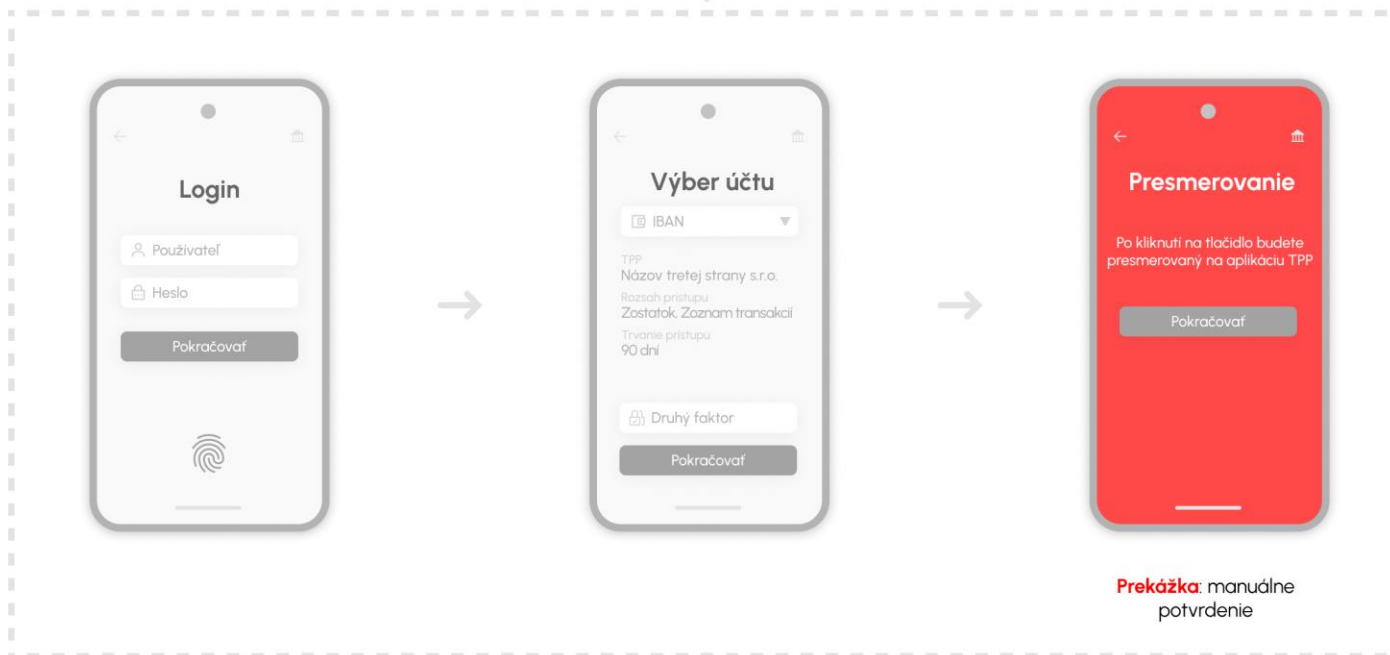 Login
Používateľ
Heslo
Pokračovať
Výber účtu
IBAN
TPP
Názov tretej strany s.r.o.
Rozsah prístupu
Zostatok, Zoznam transakcií
Trvanie prístupu
90 dní
Druhý faktor
Pokračovať
Presmerovanie
Po kliknutí na tlačidlo budete
presmerovaný na aplikáciu TPP
Pokračovať
Prekážka: manuálne
potvrdenie